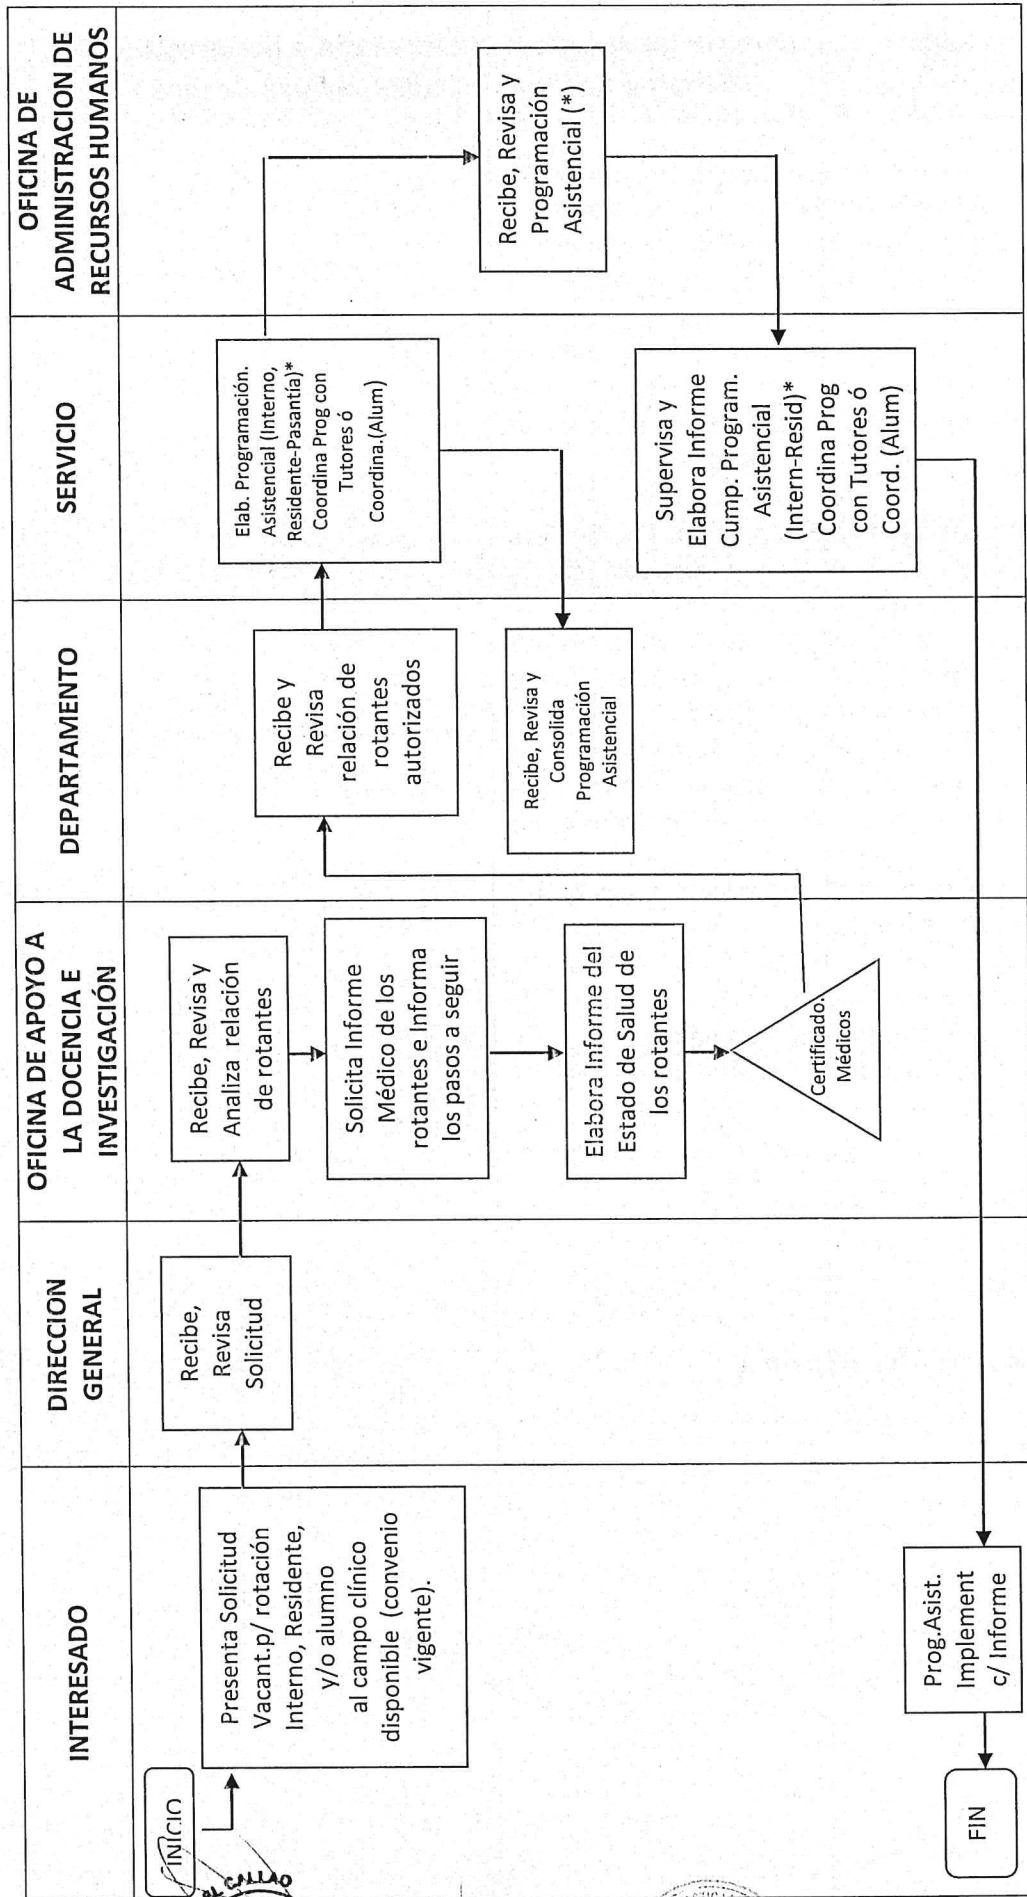 INTERESADO
DIRECCION
GENERAL
OFICINA DE APOYO A
LA DOCENCIA E
INVESTIGACIÓN
DEPARTAMENTO
SERVICIO
OFICINA DE
ADMINISTRACION DE
RECURSOS HUMANOS
INICIO
Presenta Solicitud
Vacant.p/ rotación
Interno, Residente,
y/o alumno
al campo clínico
disponible (convenio
vigente).
Recibe,
Revisa
Solicitud
Recibe, Revisa y
Analiza relación
de rotantes
Solicita Informe
Médico de los
rotantes e Informa
los pasos a seguir
Elabora Informe del
Estado de Salud de
los rotantes
Certificado.
Médicos
Recibe y
Revisa
relación de
rotantes
autorizados
Elab. Programación.
Asistencial (Interno,
Residente-Pasantía)*
Coordina Prog con
Tutores ó
Coordina.(Alum)
Recibe, Revisa y
Consolida
Programación
Asistencial
Recibe, Revisa y
Programación
Asistencial (*)
Supervisa y
Elabora Informe
Cump. Program.
Asistencial
(Intern-Resid)*
Coordina Prog
con Tutores ó
Coord. (Alum)
Prog.Asist.
Implement
c/ Informe
FIN
CALLAO